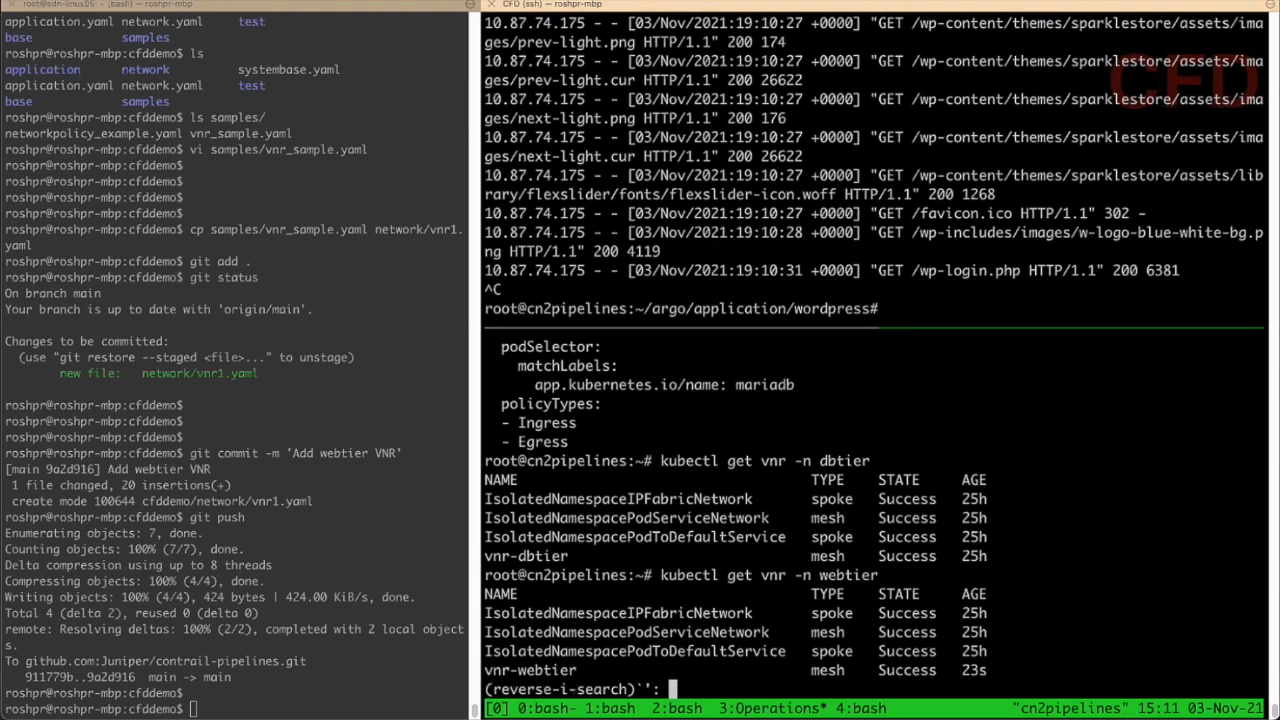 root@sdn-linux05: ~ (bash) — roshpr-mbp
application.yaml network.yaml test
base samples
roshpr@roshpr-mbp:cfddemo$ ls
application network systembase.yaml
application.yaml network.yaml test
base samples
roshpr@roshpr-mbp:cfddemo$ ls samples/
networkpolicy_example.yaml vnr_sample.yaml
roshpr@roshpr-mbp:cfddemo$ vi samples/vnr_sample.yaml
roshpr@roshpr-mbp:cfddemo$
roshpr@roshpr-mbp:cfddemo$
roshpr@roshpr-mbp:cfddemo$
roshpr@roshpr-mbp:cfddemo$
roshpr@roshpr-mbp:cfddemo$ cp samples/vnr_sample.yaml network/vnr1.
yaml
roshpr@roshpr-mbp:cfddemo$ git add .
roshpr@roshpr-mbp:cfddemo$ git status
On branch main
Your branch is up to date with 'origin/main'.
Changes to be committed:
(use "git restore --staged <file>..." to unstage)
new file: network/vnr1.yaml
roshpr@roshpr-mbp:cfddemo$
roshpr@roshpr-mbp:cfddemo$
roshpr@roshpr-mbp:cfddemo$
roshpr@roshpr-mbp:cfddemo$ git commit -m 'Add webtier VNR'
[main 9a2d916] Add webtier VNR
1 file changed, 20 insertions(+)
create mode 100644 cfddemo/network/vnr1.yaml
roshpr@roshpr-mbp:cfddemo$ git push
Enumerating objects: 7, done.
Counting objects: 100% (7/7), done.
Delta compression using up to 8 threads
Compressing objects: 100% (4/4), done.
Writing objects: 100% (4/4), 424 bytes | 424.00 KiB/s, done.
Total 4 (delta 2), reused 0 (delta 0)
remote: Resolving deltas: 100% (2/2), completed with 2 local object
s.
To github.com:Juniper/contrail-pipelines.git
911779b..9a2d916 main -> main
roshpr@roshpr-mbp:cfddemo$
roshpr@roshpr-mbp:cfddemo$
CFD (ssh) — roshpr-mbp
10.87.74.175 - - [03/Nov/2021:19:10:27 +0000] "GET /wp-content/themes/sparklestore/assets/ima
ges/prev-light.png HTTP/1.1" 200 174
10.87.74.175 - - [03/Nov/2021:19:10:27 +0000] "GET /wp-content/themes/sparklestore/assets/ima
ges/prev-light.cur HTTP/1.1" 200 26622
10.87.74.175 - - [03/Nov/2021:19:10:27 +0000] "GET /wp-content/themes/sparklestore/assets/ima
ges/next-light.png HTTP/1.1" 200 176
10.87.74.175 - - [03/Nov/2021:19:10:27 +0000] "GET /wp-content/themes/sparklestore/assets/ima
ges/next-light.cur HTTP/1.1" 200 26622
10.87.74.175 - - [03/Nov/2021:19:10:27 +0000] "GET /wp-content/themes/sparklestore/assets/lib
rary/flexslider/fonts/flexslider-icon.woff HTTP/1.1" 200 1268
10.87.74.175 - - [03/Nov/2021:19:10:27 +0000] "GET /favicon.ico HTTP/1.1" 302 -
10.87.74.175 - - [03/Nov/2021:19:10:28 +0000] "GET /wp-includes/images/w-logo-blue-white-bg.p
ng HTTP/1.1" 200 4119
10.87.74.175 - - [03/Nov/2021:19:10:31 +0000] "GET /wp-login.php HTTP/1.1" 200 6381
^C
root@cn2pipelines:~/argo/application/wordpress#
CFD
podSelector:
matchLabels:
app.kubernetes.io/name: mariadb
policyTypes:
- Ingress
- Egress
root@cn2pipelines:~# kubectl get vnr -n dbtier
NAME TYPE STATE AGE
IsolatedNamespaceIPFabricNetwork spoke Success 25h
IsolatedNamespacePodServiceNetwork mesh Success 25h
IsolatedNamespacePodToDefaultService spoke Success 25h
vnr-dbtier mesh Success 25h
root@cn2pipelines:~# kubectl get vnr -n webtier
NAME TYPE STATE AGE
IsolatedNamespaceIPFabricNetwork spoke Success 25h
IsolatedNamespacePodServiceNetwork mesh Success 25h
IsolatedNamespacePodToDefaultService spoke Success 25h
vnr-webtier mesh Success 23s
(reverse-i-search)`':
[0] 0:bash- 1:bash 2:bash 3:Operations* 4:bash "cn2pipelines" 15:11 03-Nov-21